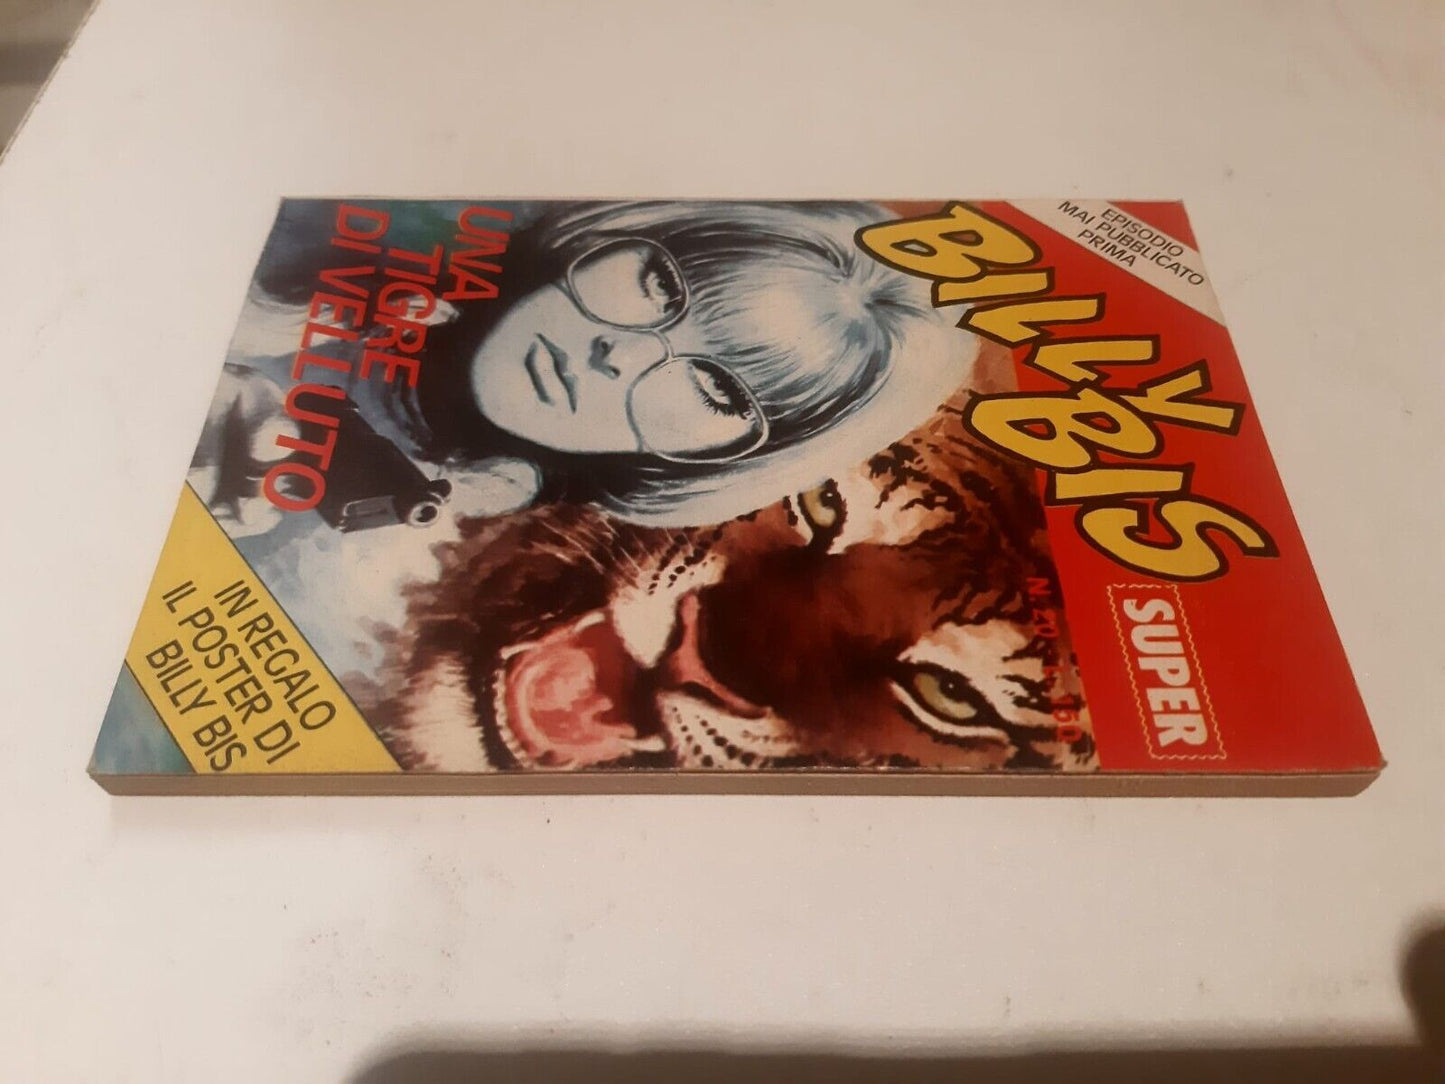 EPISODIO
MAI PUBBLICATO
PRIMA
BILLY
BIS
SUPER
UNA
TIGRE
DI VELLUTO
IN REGALO
IL POSTER DI
BILLY BIS